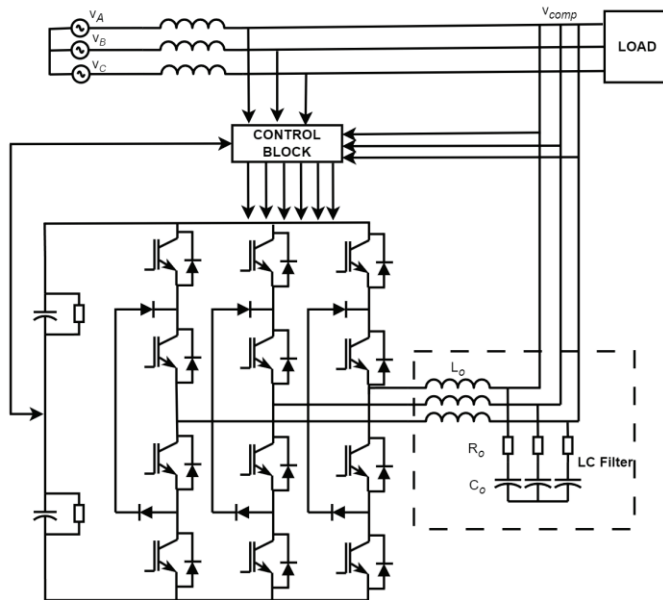 v_A
v_comp
v_B
LOAD
v_C
CONTROL
BLOCK
L_o
R_o
LC Filter
C_o